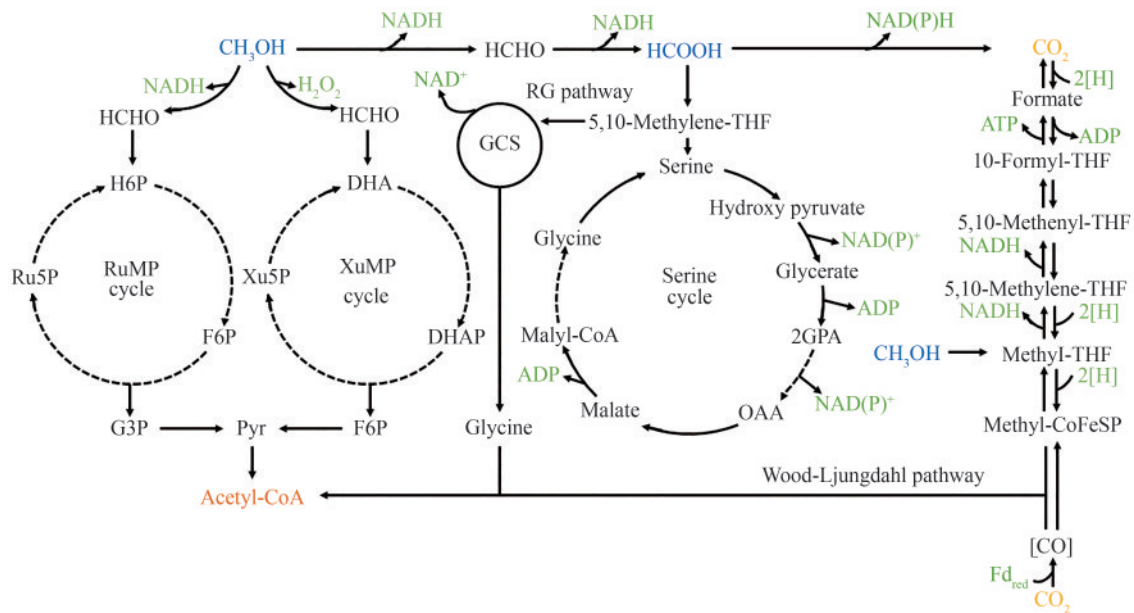 NADH
NADH
NAD(P)H
CH₃OH
HCHO
HCOOH
CO₂
NADH
H₂O₂
NAD⁺
RG pathway
2[H]
Formate
HCHO
HCHO
GCS
5,10-Methylene-THF
ATP
ADP
10-Formyl-THF
H6P
DHA
Serine
Hydroxy pyruvate
5,10-Methenyl-THF
Glycine
NAD(P)⁺
NADH
Ru5P
RuMP
cycle
Xu5P
XuMP
cycle
Serine
cycle
Glycerate
5,10-Methylene-THF
ADP
NADH
2[H]
F6P
DHAP
Malyl-CoA
2GPA
CH₃OH
Methyl-THF
ADP
2[H]
NAD(P)⁺
Malate
OAA
G3P
Pyr
F6P
Glycine
Methyl-CoFeSP
Wood-Ljungdahl pathway
Acetyl-CoA
[CO]
Fd_red
CO₂